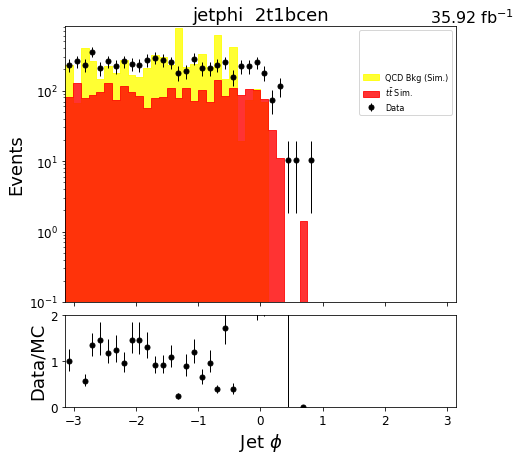 jetphi 2t1bcen
35.92 fb⁻¹
QCD Bkg (Sim.)
tt̄ Sim.
Data
Events
10²
10¹
10⁰
10⁻¹
Data/MC
2
1
0
−3 −2 −1 0 1 2 3
Jet ϕ